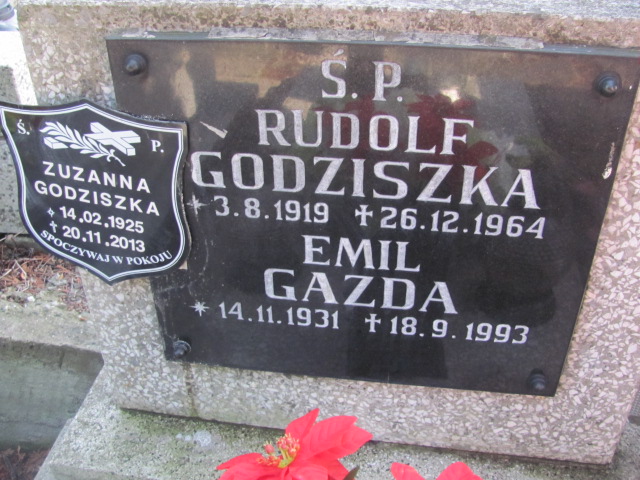 Ś. P.
RUDOLF
GODZISZKA
* 3.8.1919 ✝ 26.12.1964
EMIL
GAZDA
* 14.11.1931 ✝ 18.9.1993
Ś. P.
ZUZANNA
GODZISZKA
* 14.02.1925
✝ 20.11.2013
SPOCZYWAJ W POKOJU